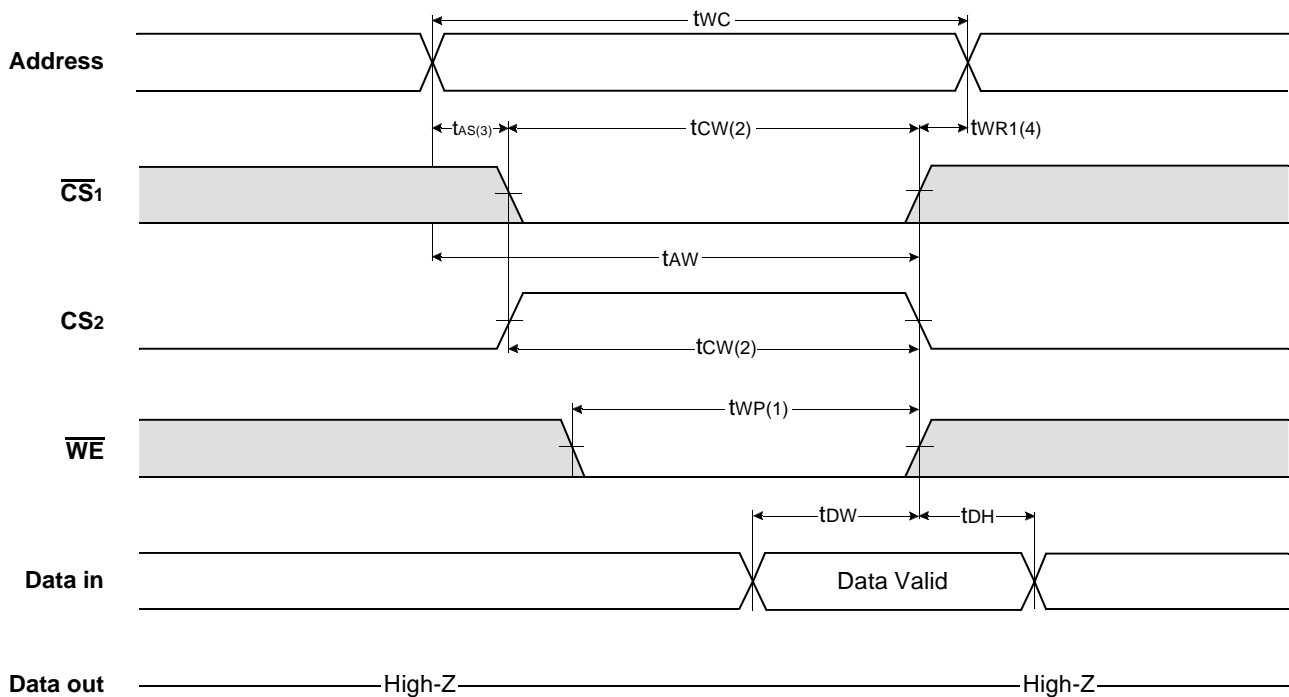 tWC
Address
tAS(3)
tCW(2)
tWR1(4)
CS1
tAW
CS2
tCW(2)
tWP(1)
WE
tDW
tDH
Data in
Data Valid
Data out
High-Z
High-Z